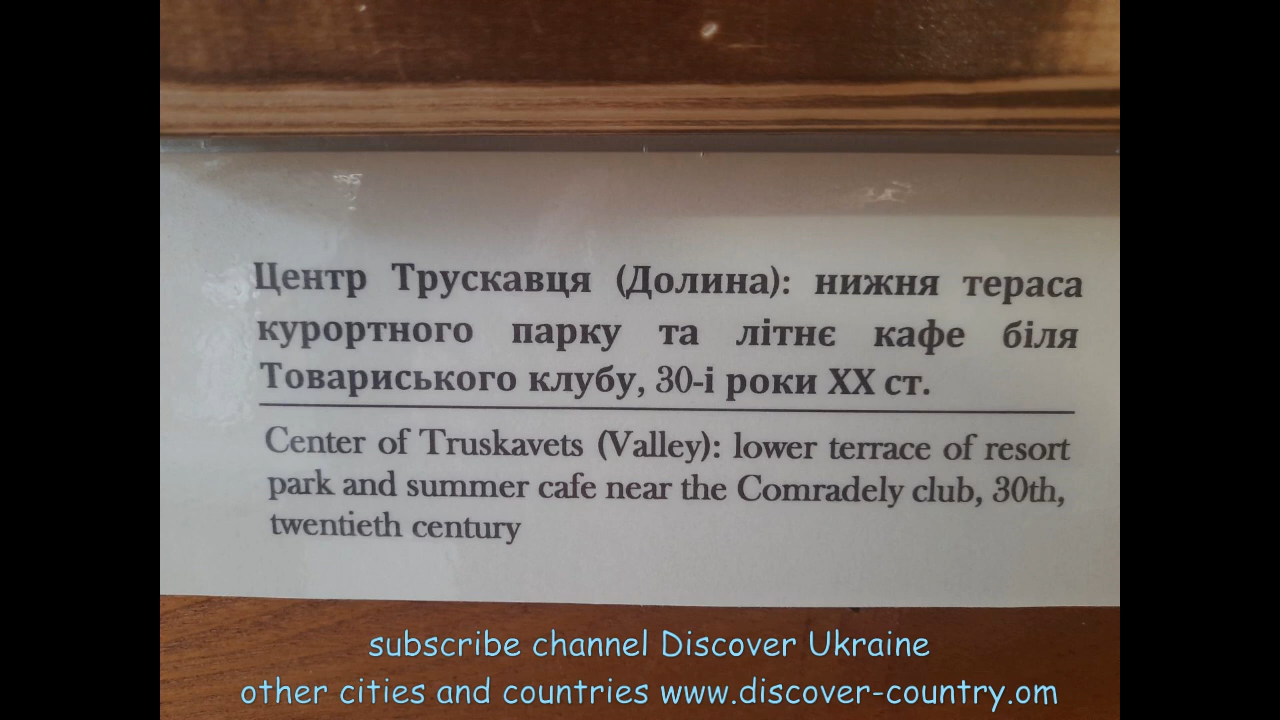 Центр Трускавця (Долина): нижня тераса
курортного парку та літнє кафе біля
Товариського клубу, 30-і роки XX ст.
Center of Truskavets (Valley): lower terrace of resort
park and summer cafe near the Comradely club, 30th,
twentieth century
subscribe channel Discover Ukraine
other cities and countries www.discover-country.om